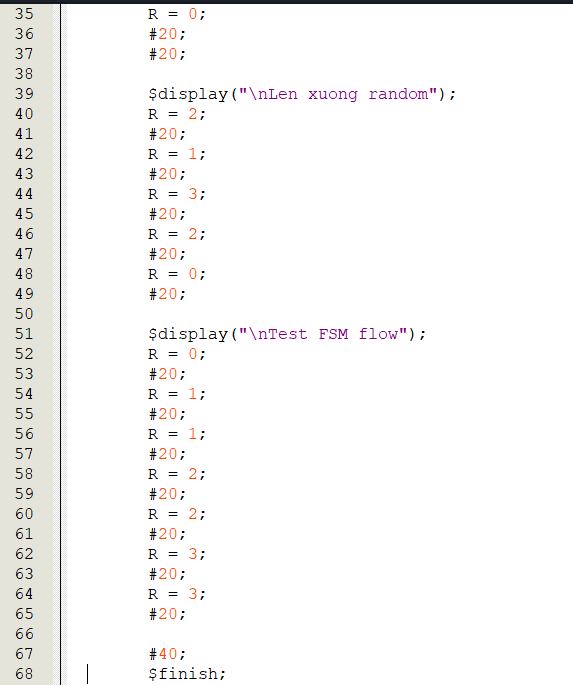 35 R = 0;
36 #20;
37 #20;
38
39 $display("\nLen xuong random");
40 R = 2;
41 #20;
42 R = 1;
43 #20;
44 R = 3;
45 #20;
46 R = 2;
47 #20;
48 R = 0;
49 #20;
50
51 $display("\nTest FSM flow");
52 R = 0;
53 #20;
54 R = 1;
55 #20;
56 R = 1;
57 #20;
58 R = 2;
59 #20;
60 R = 2;
61 #20;
62 R = 3;
63 #20;
64 R = 3;
65 #20;
66
67 #40;
68 $finish;